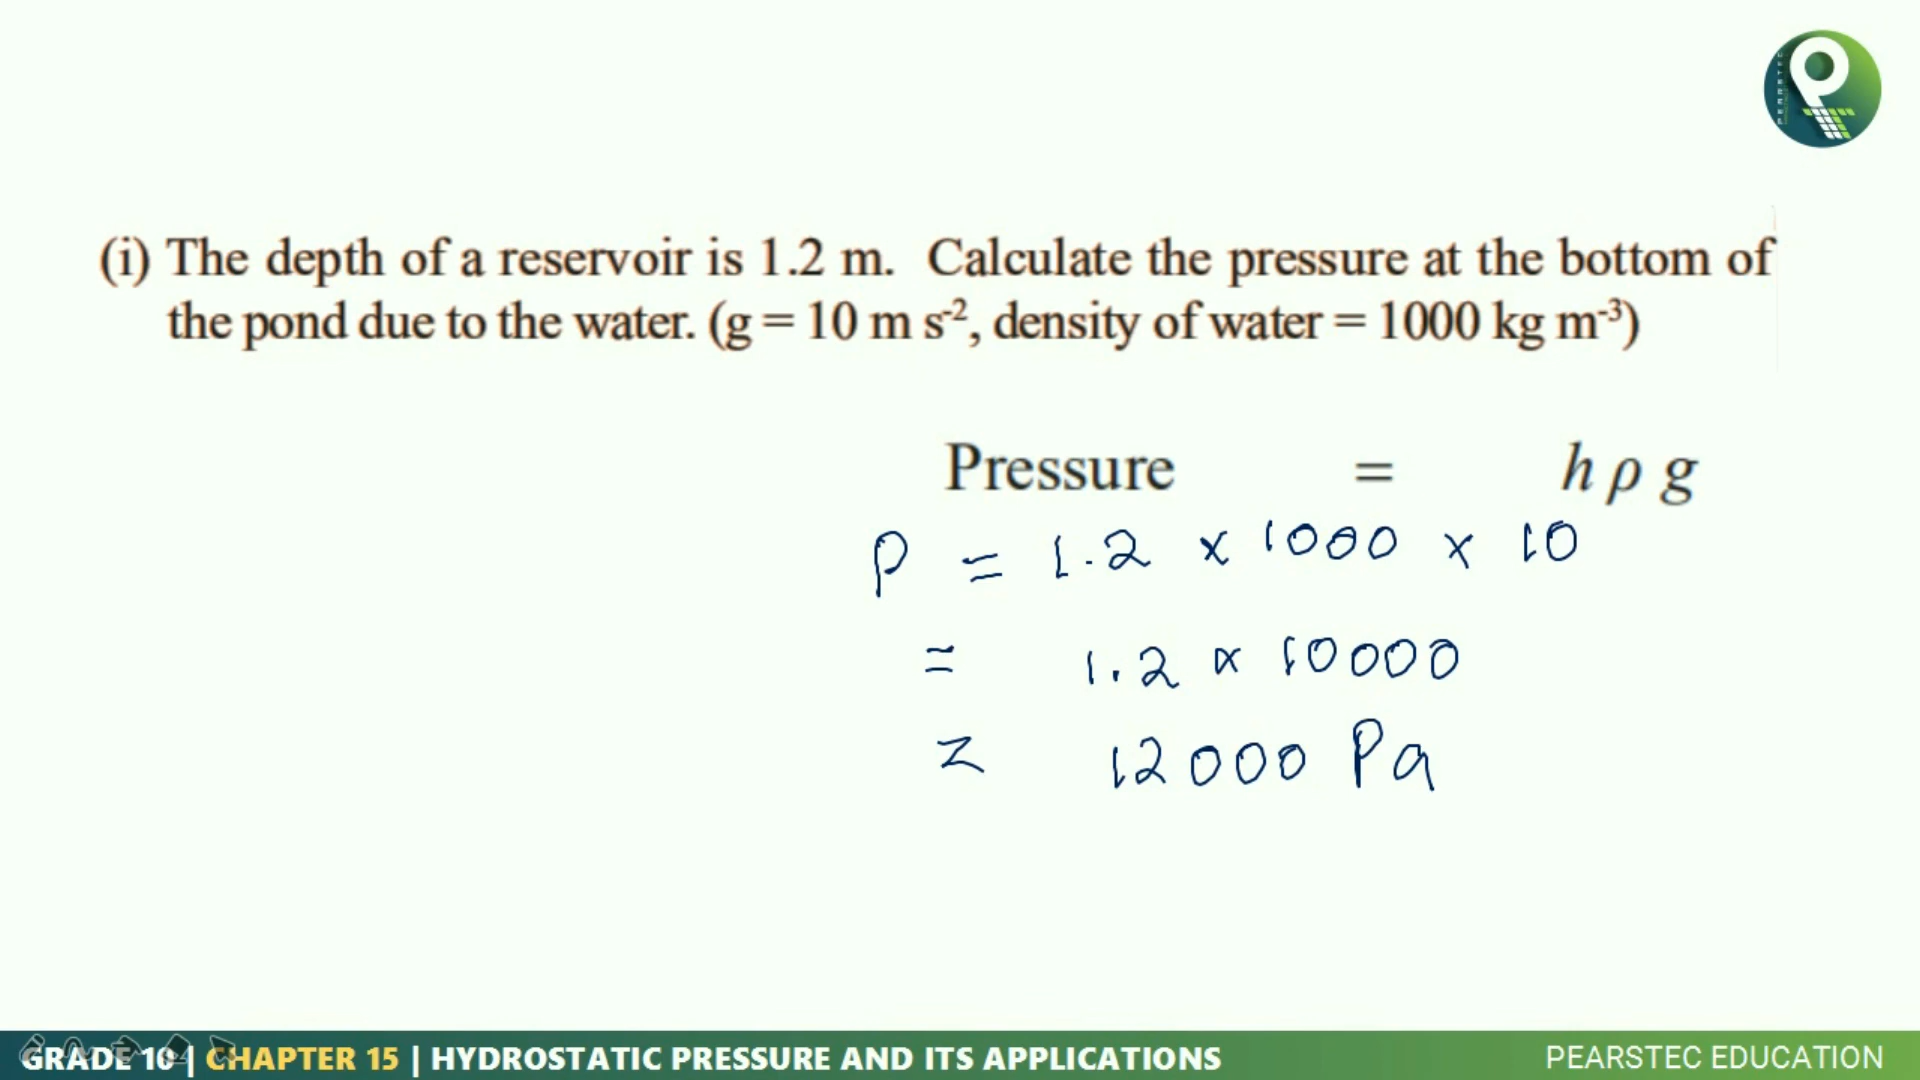 PEARSTEC
(i) The depth of a reservoir is 1.2 m. Calculate the pressure at the bottom of
the pond due to the water. (g = 10 m s⁻², density of water = 1000 kg m⁻³)
Pressure = h ρ g
P = 1.2 × 1000 × 10
= 1.2 × 10000
= 12000 Pa
GRADE 10 | CHAPTER 15 | HYDROSTATIC PRESSURE AND ITS APPLICATIONS
PEARSTEC EDUCATION